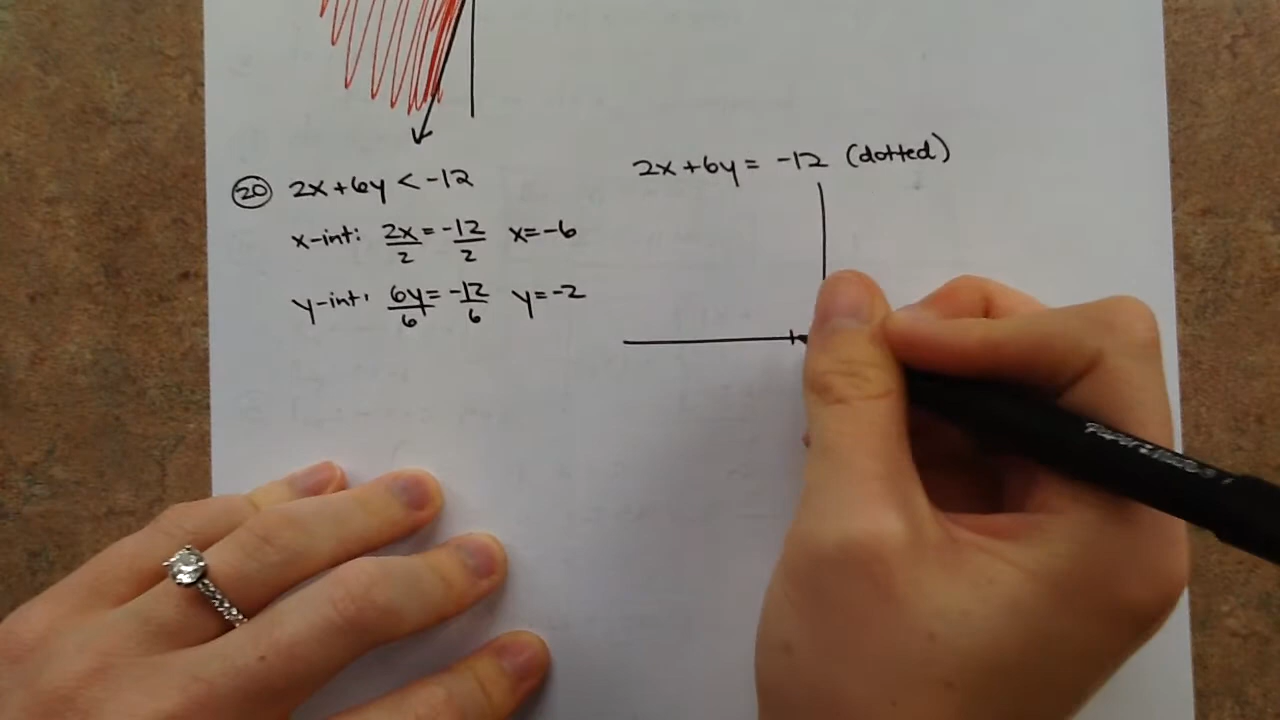 20 2x+6y < -12
x-int: 2x/2 = -12/2 x=-6
y-int: 6y/6 = -12/6 y=-2
2x+6y = -12 (dotted)